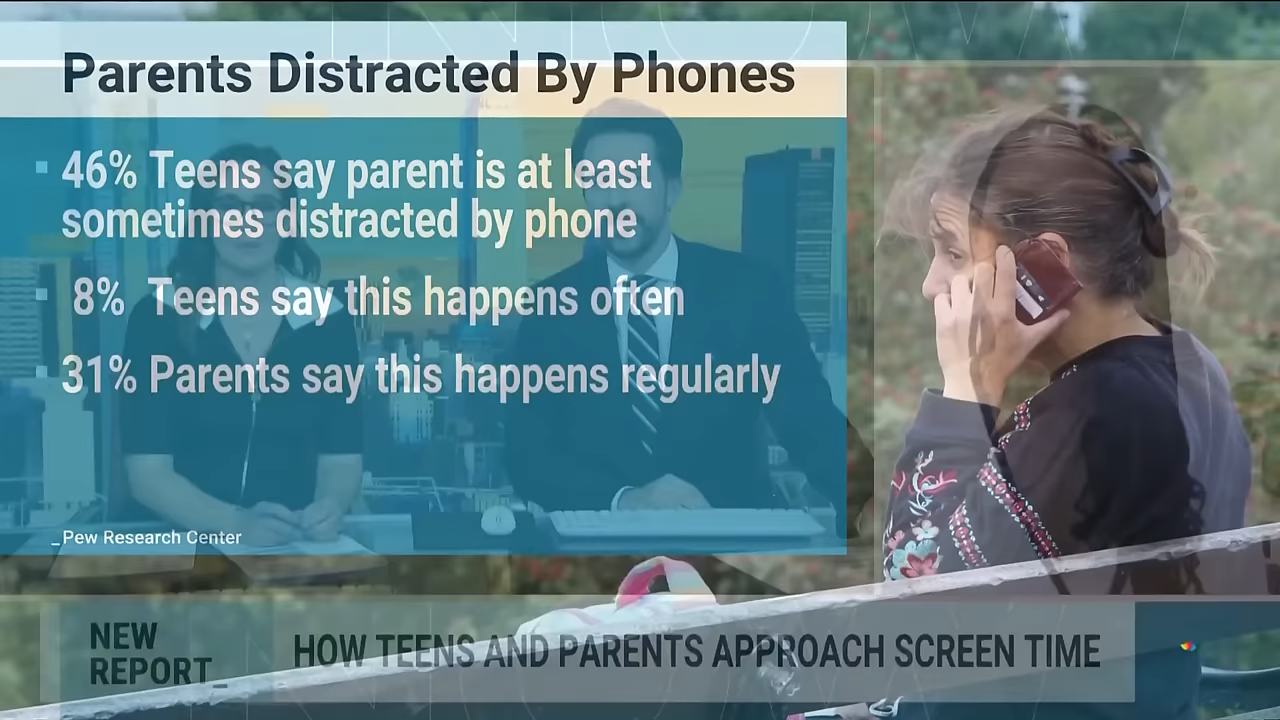 Parents Distracted By Phones
46% Teens say parent is at least
sometimes distracted by phone
8% Teens say this happens often
31% Parents say this happens regularly
_Pew Research Center
NEW
REPORT_
HOW TEENS AND PARENTS APPROACH SCREEN TIME